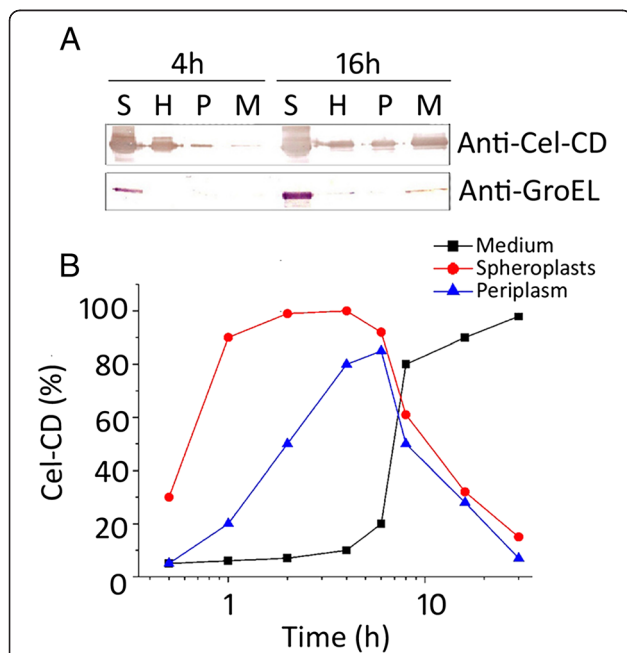 A
4h 16h
S H P M S H P M
Anti-Cel-CD
Anti-GroEL
B
Medium
Spheroplasts
Periplasm
100
80
60
40
20
0
Cel-CD (%)
1 10
Time (h)